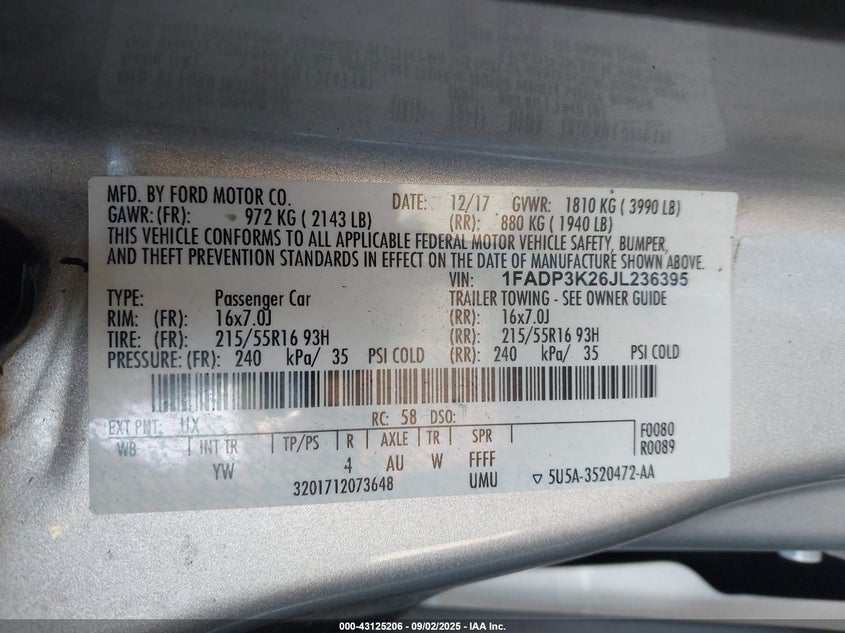 MFD. BY FORD MOTOR CO. DATE: 12/17 GVWR: 1810 KG ( 3990 LB)
GAWR: (FR): 972 KG ( 2143 LB) (RR): 880 KG ( 1940 LB)
THIS VEHICLE CONFORMS TO ALL APPLICABLE FEDERAL MOTOR VEHICLE SAFETY, BUMPER,
AND THEFT PREVENTION STANDARDS IN EFFECT ON THE DATE OF MANUFACTURE SHOWN ABOVE.
VIN: 1FADP3K26JL236395
TYPE: Passenger Car TRAILER TOWING - SEE OWNER GUIDE
RIM: (FR): 16x7.0J (RR): 16x7.0J
TIRE: (FR): 215/55R16 93H (RR): 215/55R16 93H
PRESSURE: (FR): 240 kPa/ 35 PSI COLD (RR): 240 kPa/ 35 PSI COLD
EXT PNT: UX RC: 58 DSO: F0080
WB INT TR TP/PS R AXLE TR SPR R0089
YW 4 AU W FFFF
3201712073648 UMU ▽ 5U5A-3520472-AA
000-43125206 - 09/02/2025 - IAA Inc.